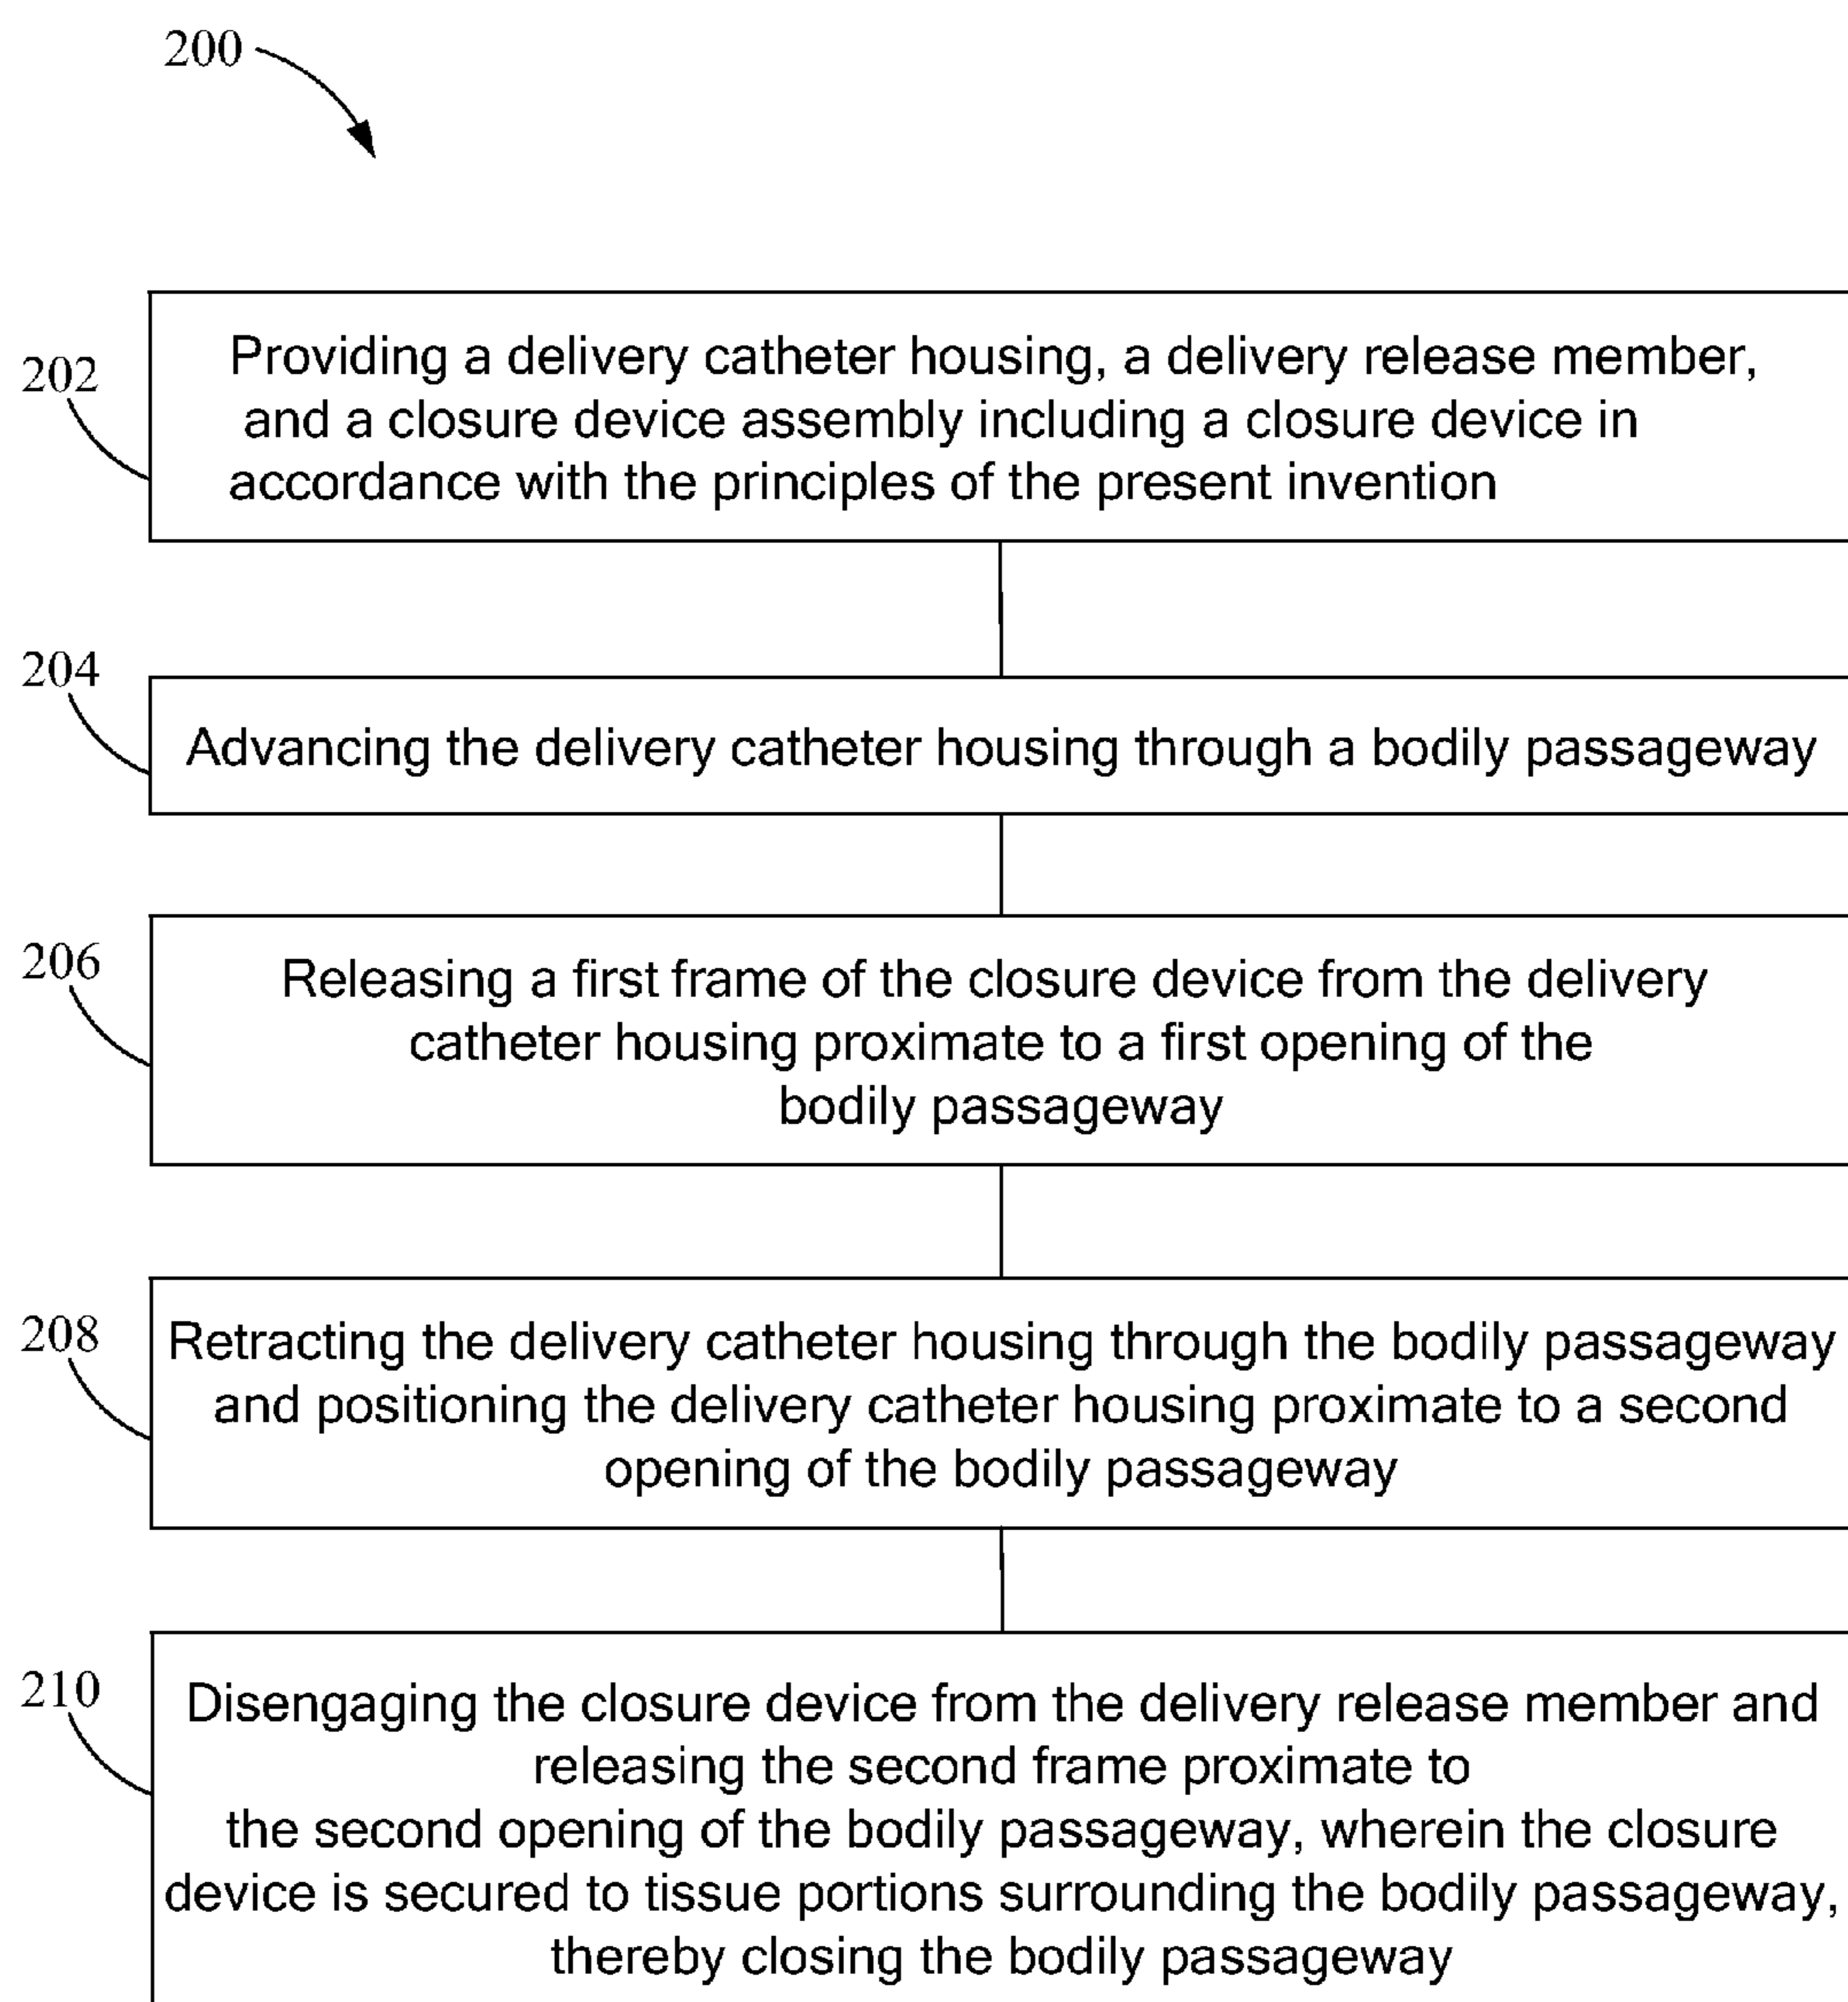 200
202
Providing a delivery catheter housing, a delivery release member,
and a closure device assembly including a closure device in
accordance with the principles of the present invention
204
Advancing the delivery catheter housing through a bodily passageway
206
Releasing a first frame of the closure device from the delivery
catheter housing proximate to a first opening of the
bodily passageway
208
Retracting the delivery catheter housing through the bodily passageway
and positioning the delivery catheter housing proximate to a second
opening of the bodily passageway
210
Disengaging the closure device from the delivery release member and
releasing the second frame proximate to
the second opening of the bodily passageway, wherein the closure
device is secured to tissue portions surrounding the bodily passageway,
thereby closing the bodily passageway